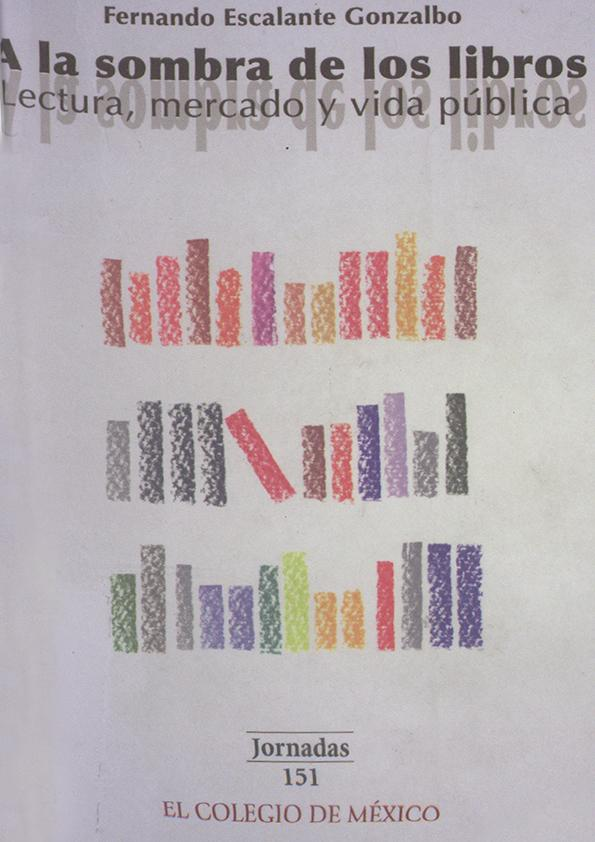 Fernando Escalante Gonzalbo
A la sombra de los libros
Lectura, mercado y vida pública
Jornadas
151
EL COLEGIO DE MÉXICO